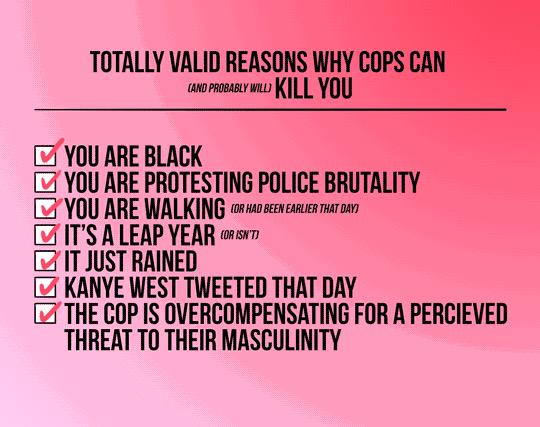 TOTALLY VALID REASONS WHY COPS CAN
(AND PROBABLY WILL) KILL YOU
YOU ARE BLACK
YOU ARE PROTESTING POLICE BRUTALITY
YOU ARE WALKING (OR HAD BEEN EARLIER THAT DAY)
IT'S A LEAP YEAR (OR ISN'T)
IT JUST RAINED
KANYE WEST TWEETED THAT DAY
THE COP IS OVERCOMPENSATING FOR A PERCIEVED
THREAT TO THEIR MASCULINITY